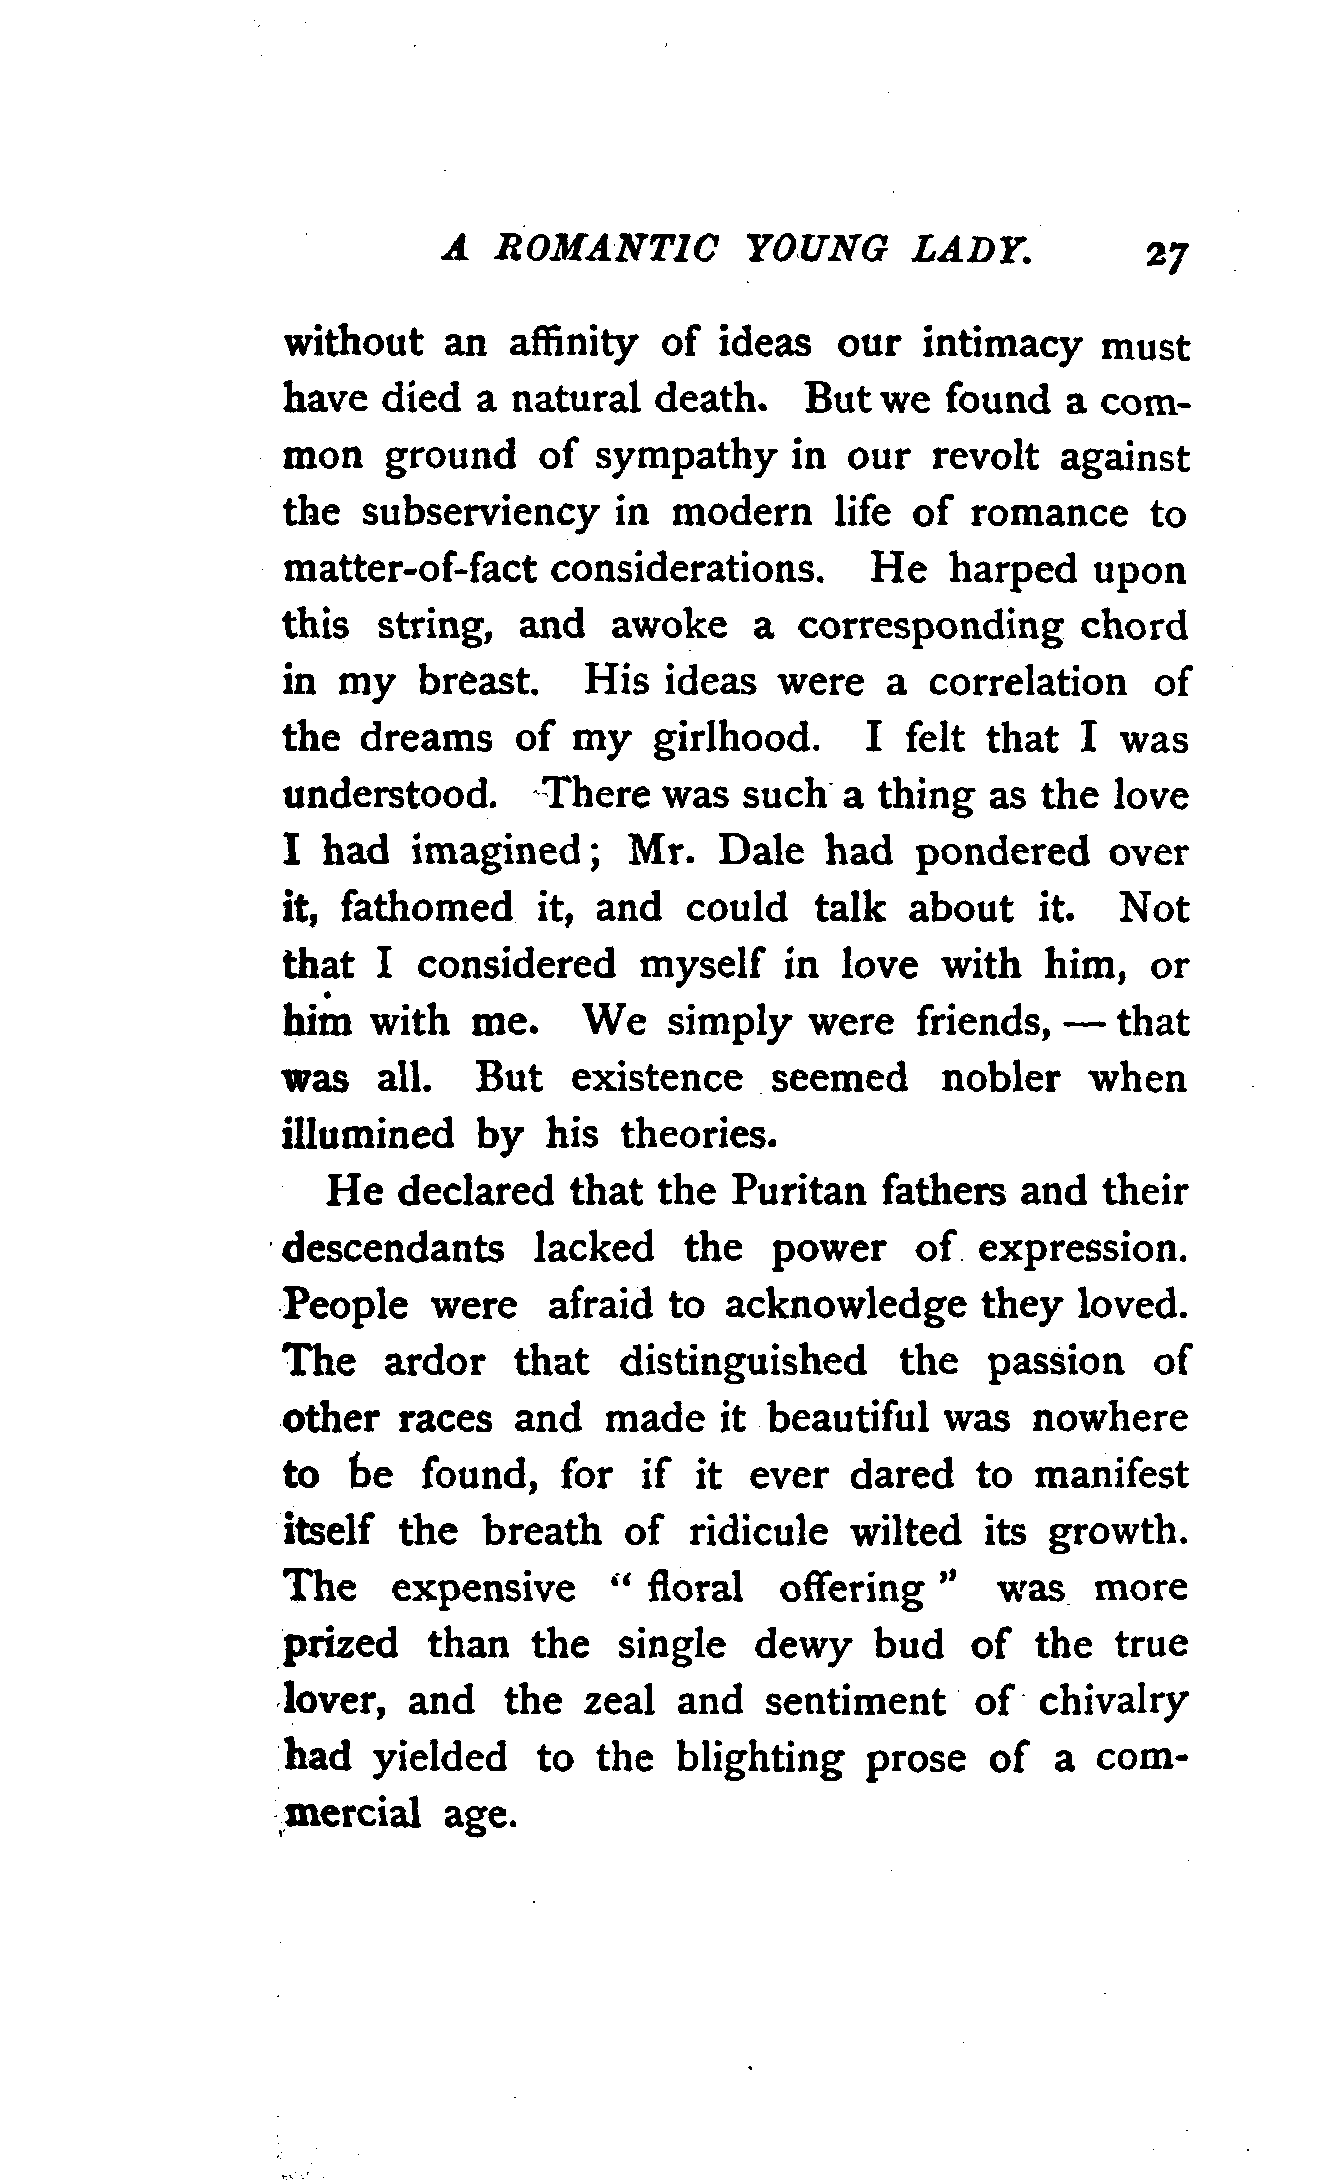 A ROMANTIC YOUNG LADY. 27
without an affinity of ideas our intimacy must
have died a natural death. But we found a com-
mon ground of sympathy in our revolt against
the subserviency in modern life of romance to
matter-of-fact considerations. He harped upon
this string, and awoke a corresponding chord
in my breast. His ideas were a correlation of
the dreams of my girlhood. I felt that I was
understood. There was such a thing as the love
I had imagined; Mr. Dale had pondered over
it, fathomed it, and could talk about it. Not
that I considered myself in love with him, or
him with me. We simply were friends, — that
was all. But existence seemed nobler when
illumined by his theories.
He declared that the Puritan fathers and their
descendants lacked the power of expression.
People were afraid to acknowledge they loved.
The ardor that distinguished the passion of
other races and made it beautiful was nowhere
to be found, for if it ever dared to manifest
itself the breath of ridicule wilted its growth.
The expensive “ floral offering ” was more
prized than the single dewy bud of the true
lover, and the zeal and sentiment of chivalry
had yielded to the blighting prose of a com-
mercial age.